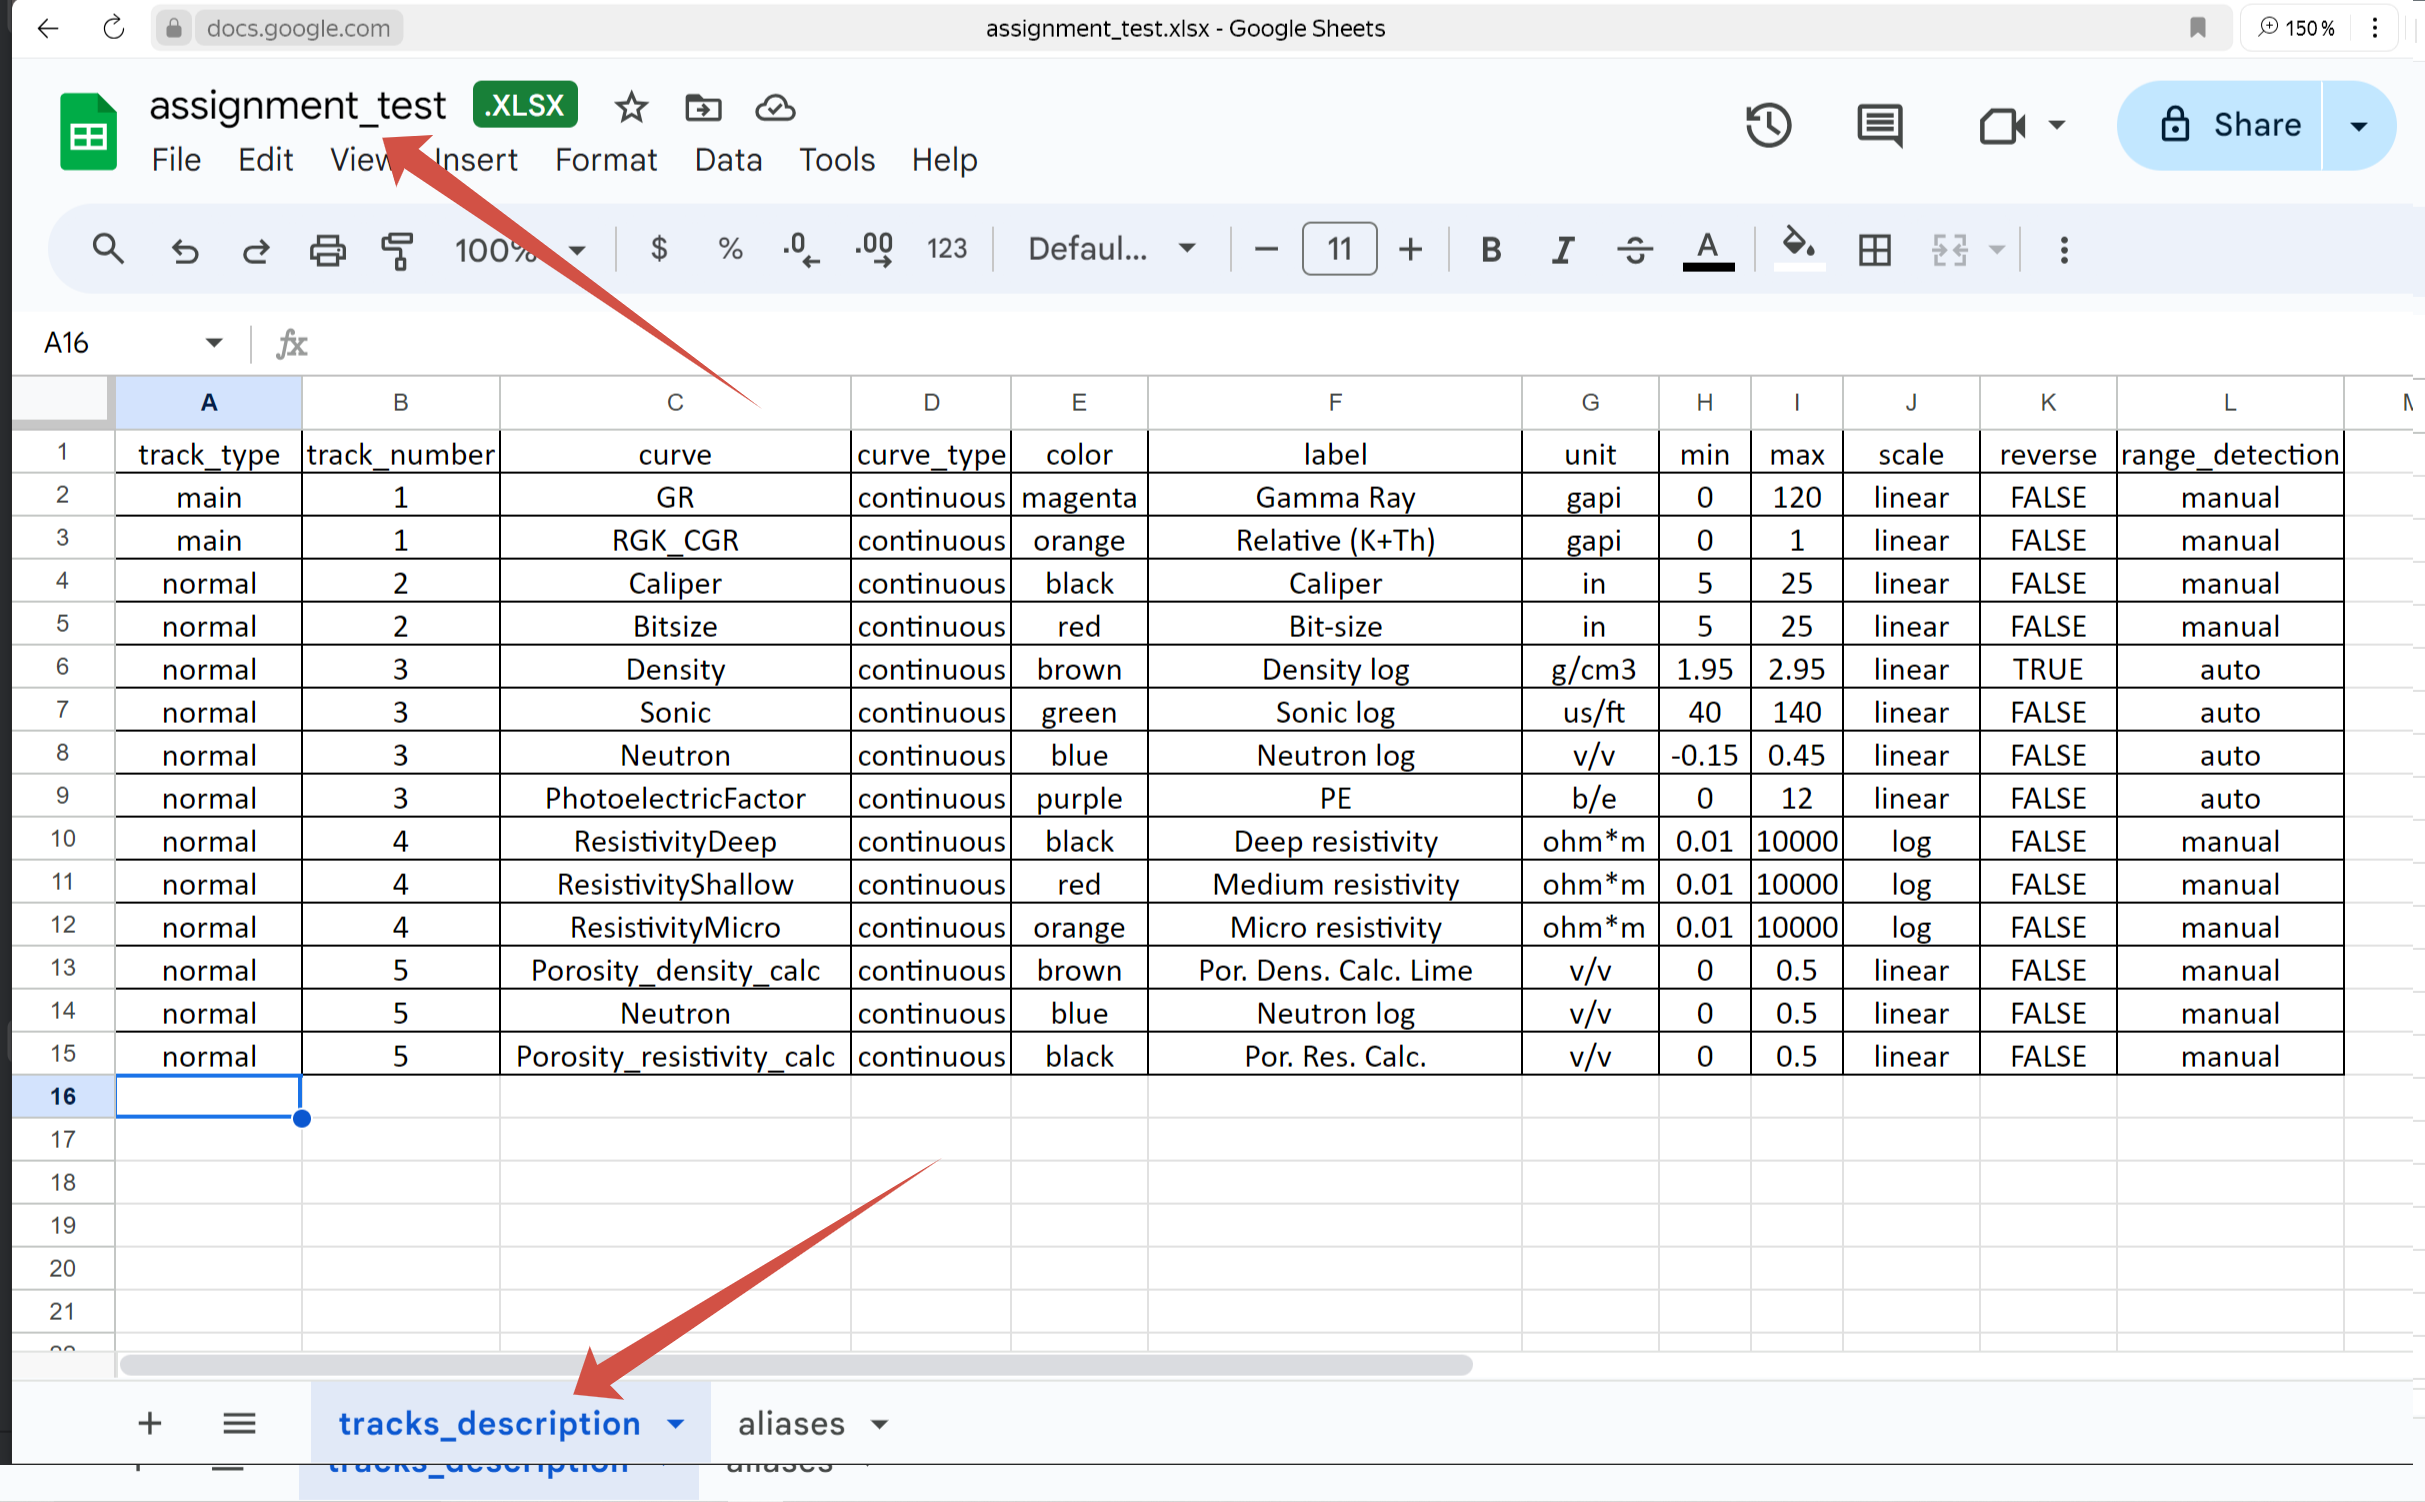 docs.google.com assignment_test.xlsx - Google Sheets 150 %
assignment_test .XLSX
Share
File Edit View Insert Format Data Tools Help
100% $ % .0 .00 123 Defaul... 11 B I A
A16 fx
A B C D E F G H I J K L
1 track_type track_number curve curve_type color label unit min max scale reverse range_detection
2 main 1 GR continuous magenta Gamma Ray gapi 0 120 linear FALSE manual
3 main 1 RGK_CGR continuous orange Relative (K+Th) gapi 0 1 linear FALSE manual
4 normal 2 Caliper continuous black Caliper in 5 25 linear FALSE manual
5 normal 2 Bitsize continuous red Bit-size in 5 25 linear FALSE manual
6 normal 3 Density continuous brown Density log g/cm3 1.95 2.95 linear TRUE auto
7 normal 3 Sonic continuous green Sonic log us/ft 40 140 linear FALSE auto
8 normal 3 Neutron continuous blue Neutron log v/v -0.15 0.45 linear FALSE auto
9 normal 3 PhotoelectricFactor continuous purple PE b/e 0 12 linear FALSE auto
10 normal 4 ResistivityDeep continuous black Deep resistivity ohm*m 0.01 10000 log FALSE manual
11 normal 4 ResistivityShallow continuous red Medium resistivity ohm*m 0.01 10000 log FALSE manual
12 normal 4 ResistivityMicro continuous orange Micro resistivity ohm*m 0.01 10000 log FALSE manual
13 normal 5 Porosity_density_calc continuous brown Por. Dens. Calc. Lime v/v 0 0.5 linear FALSE manual
14 normal 5 Neutron continuous blue Neutron log v/v 0 0.5 linear FALSE manual
15 normal 5 Porosity_resistivity_calc continuous black Por. Res. Calc. v/v 0 0.5 linear FALSE manual
16
17
18
19
20
21
tracks_description aliases